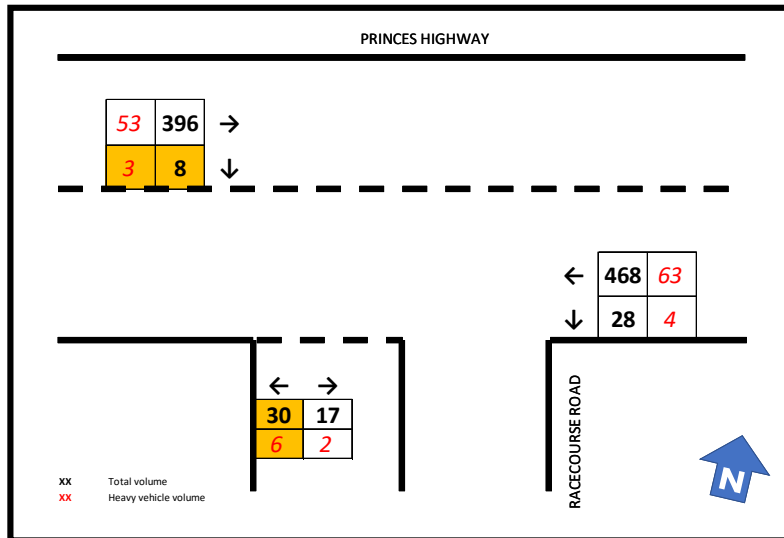 PRINCES HIGHWAY
53 396 →
3 8 ↓
← 468 63
↓ 28 4
← →
30 17
6 2
RACECOURSE ROAD
XX Total volume
XX Heavy vehicle volume
N